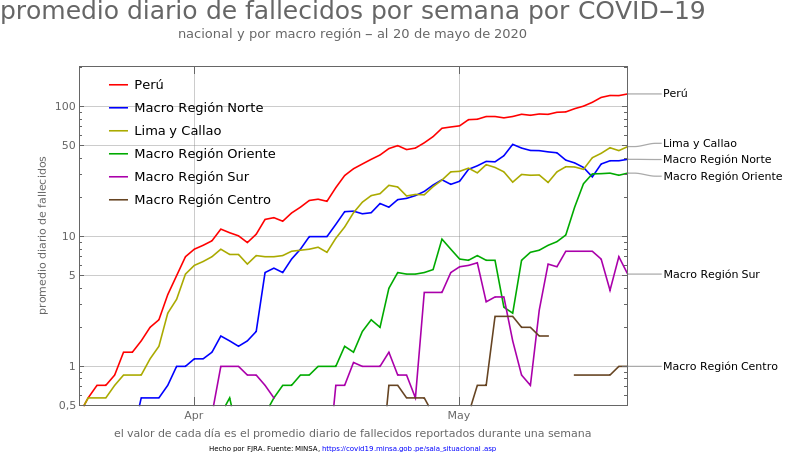 promedio diario de fallecidos por semana por COVID‒19
nacional y por macro región ‒ al 20 de mayo de 2020
Perú
Macro Región Norte
Lima y Callao
Macro Región Oriente
Macro Región Sur
Macro Región Centro
promedio diario de fallecidos
100
50
10
5
1
0,5
Apr
May
Perú
Lima y Callao
Macro Región Norte
Macro Región Oriente
Macro Región Sur
Macro Región Centro
el valor de cada día es el promedio diario de fallecidos reportados durante una semana
Hecho por FJRA. Fuente: MINSA, https://covid19.minsa.gob.pe/sala_situacional .asp